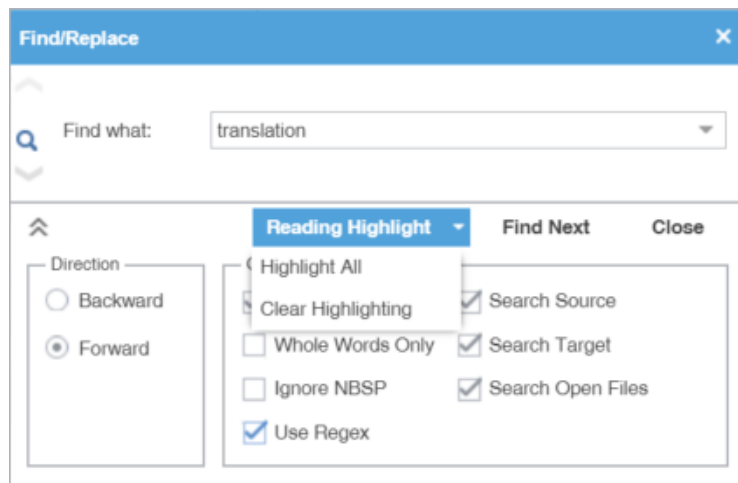 Find/Replace
Find what: translation
Reading Highlight Find Next Close
Highlight All
Clear Highlighting
Direction
Backward
Forward
Search Source
Whole Words Only Search Target
Ignore NBSP Search Open Files
Use Regex